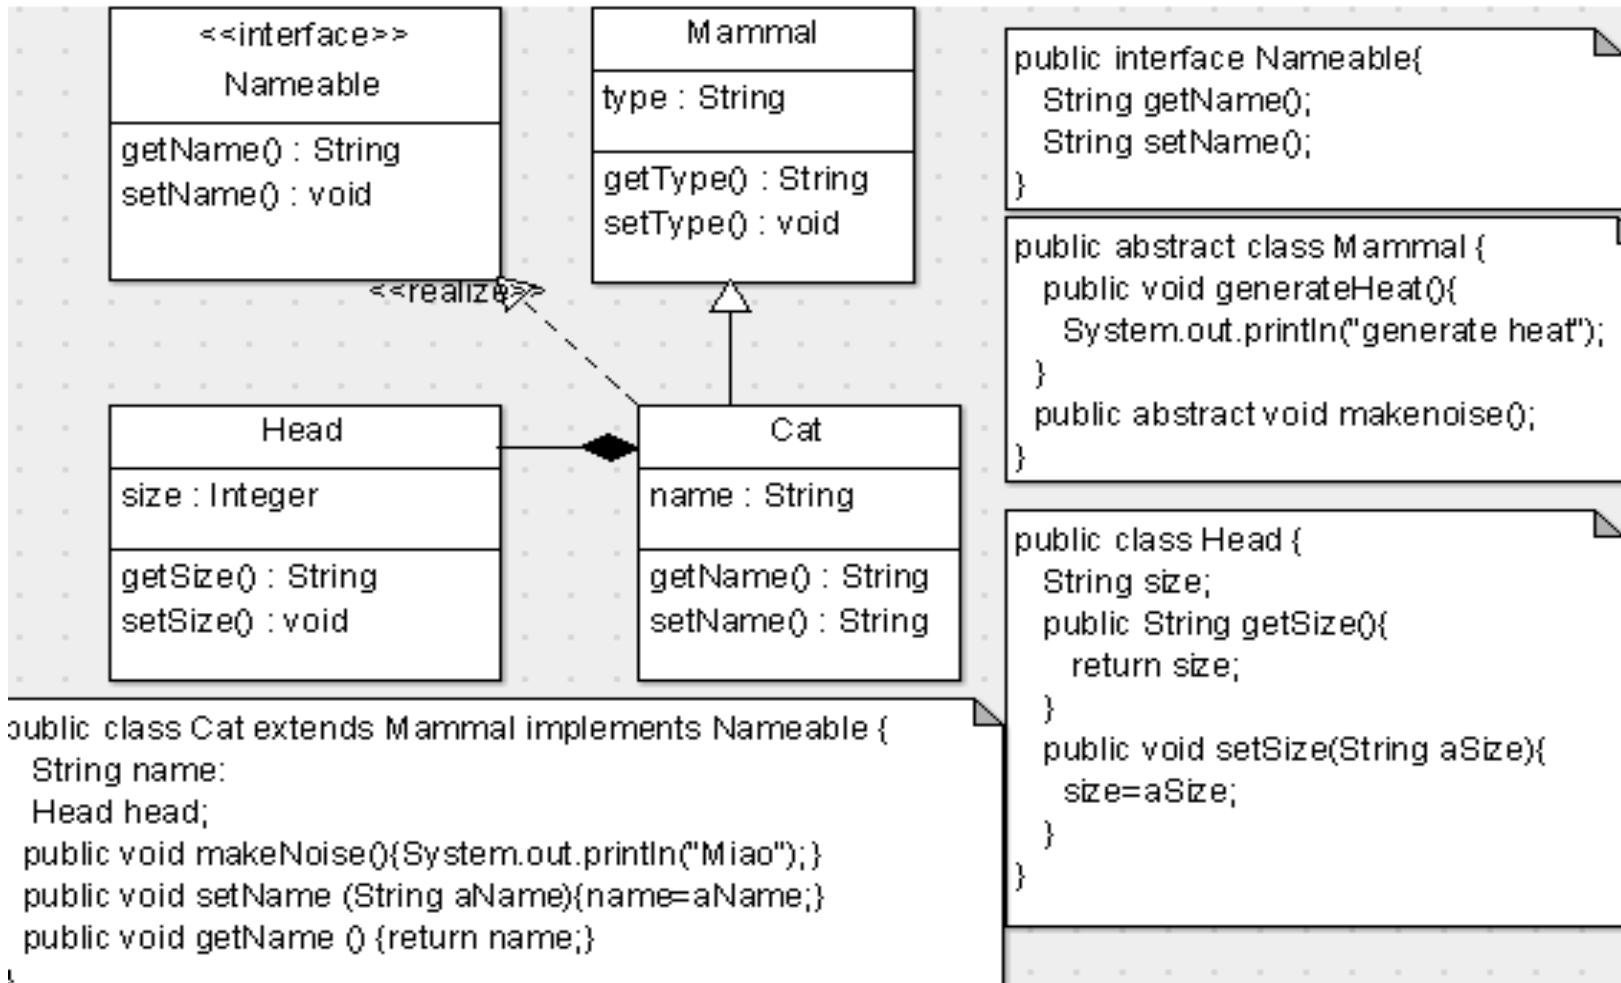 <<interface>>
Nameable
getName() : String
setName() : void
Mammal
type : String
getType() : String
setType() : void
<<realize>>
Head
size : Integer
getSize() : String
setSize() : void
Cat
name : String
getName() : String
setName() : String
public interface Nameable{
String getName();
String setName();
}
public abstract class Mammal {
public void generateHeat(){
System.out.println("generate heat");
}
public abstract void makenoise();
}
public class Head {
String size;
public String getSize(){
return size;
}
public void setSize(String aSize){
size=aSize;
}
}
public class Cat extends Mammal implements Nameable {
String name:
Head head;
public void makeNoise(){System.out.println("Miao");}
public void setName (String aName){name=aName;}
public void getName () {return name;}